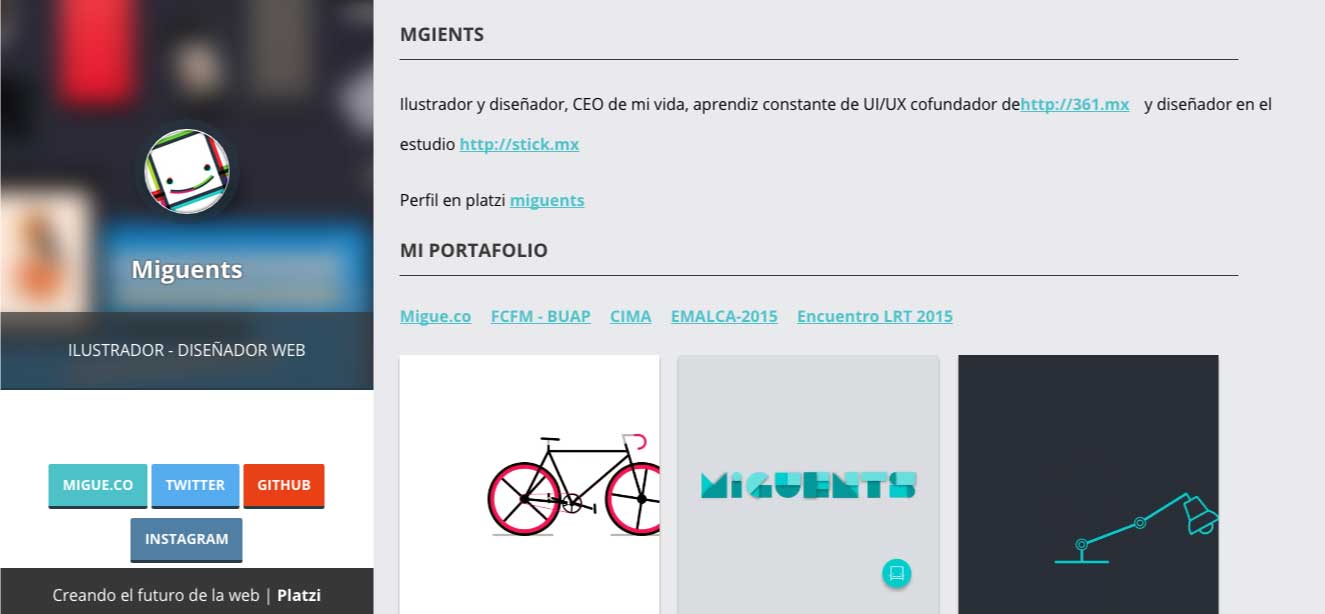 Miguents
ILUSTRADOR - DISEÑADOR WEB
MIGUE.CO TWITTER GITHUB
INSTAGRAM
Creando el futuro de la web | Platzi
MGIENTS
Ilustrador y diseñador, CEO de mi vida, aprendiz constante de UI/UX cofundador dehttp://361.mx y diseñador en el
estudio http://stick.mx
Perfil en platzi miguents
MI PORTAFOLIO
Migue.co FCFM - BUAP CIMA EMALCA-2015 Encuentro LRT 2015
MiGUENTS